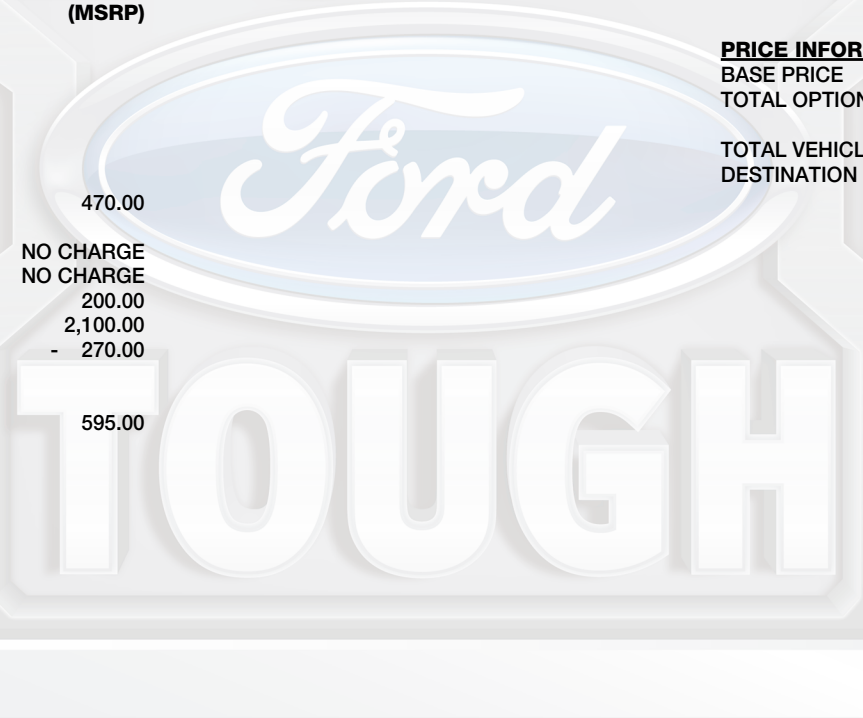 (MSRP)
470.00
NO CHARGE
NO CHARGE
200.00
2,100.00
- 270.00
595.00
PRICE INFOR
BASE PRICE
TOTAL OPTION
TOTAL VEHICL
DESTINATION
Ford
TOUGH